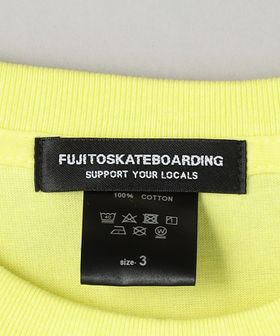 FUJITOSKATEBOARDING
SUPPORT YOUR LOCALS
100% COTTON
size- 3